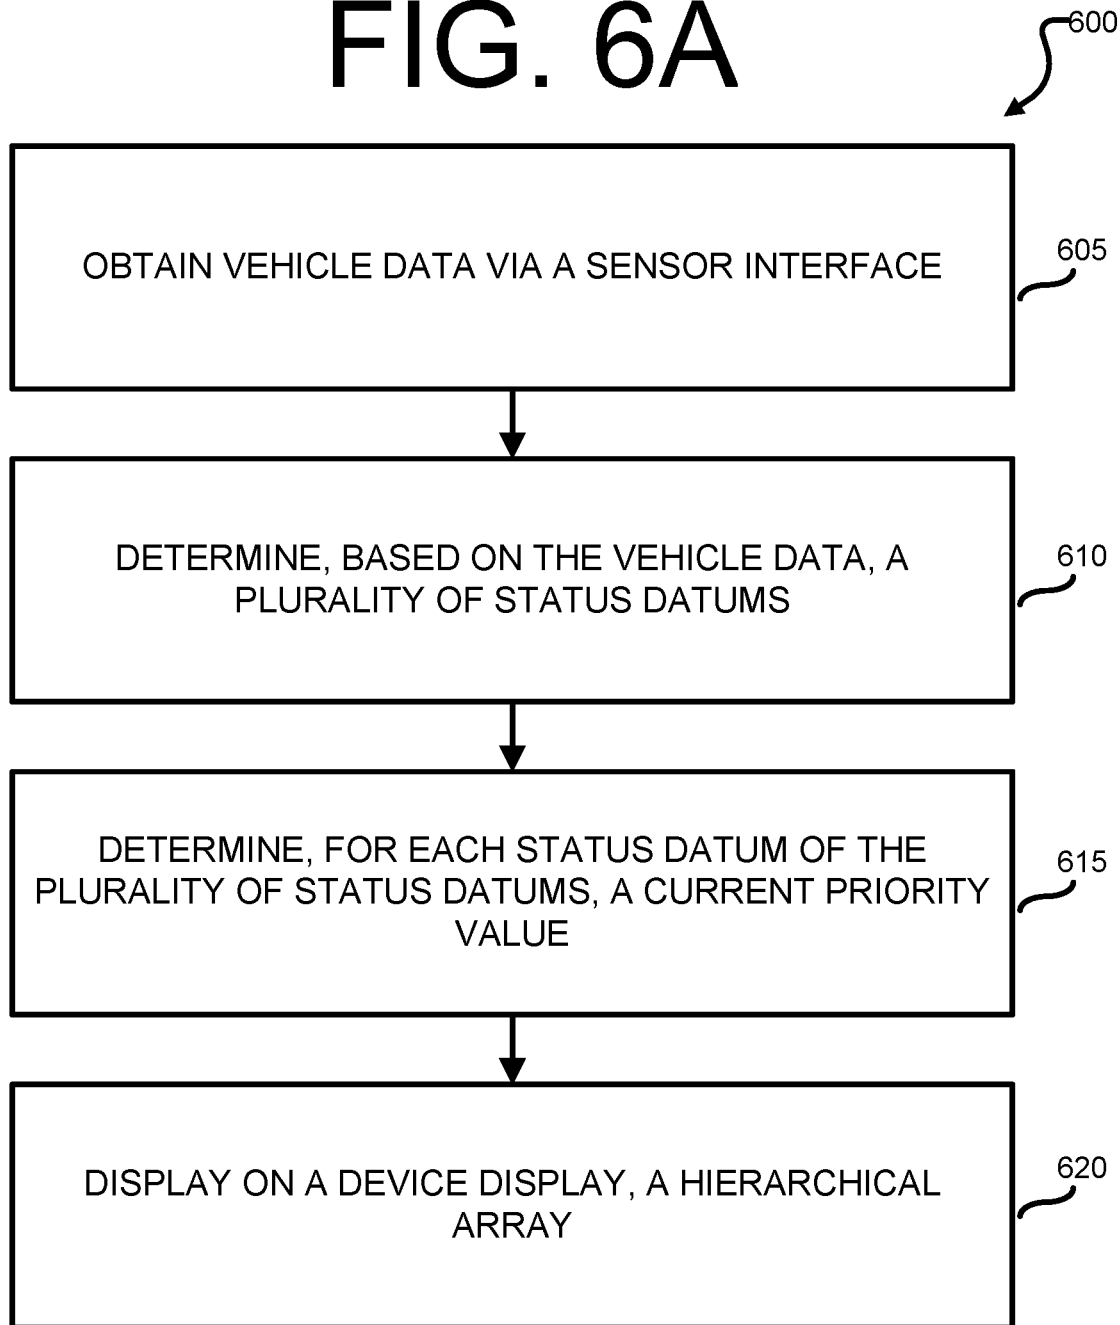 FIG. 6A
600
OBTAIN VEHICLE DATA VIA A SENSOR INTERFACE
605
DETERMINE, BASED ON THE VEHICLE DATA, A
PLURALITY OF STATUS DATUMS
610
DETERMINE, FOR EACH STATUS DATUM OF THE
PLURALITY OF STATUS DATUMS, A CURRENT PRIORITY
VALUE
615
DISPLAY ON A DEVICE DISPLAY, A HIERARCHICAL
ARRAY
620